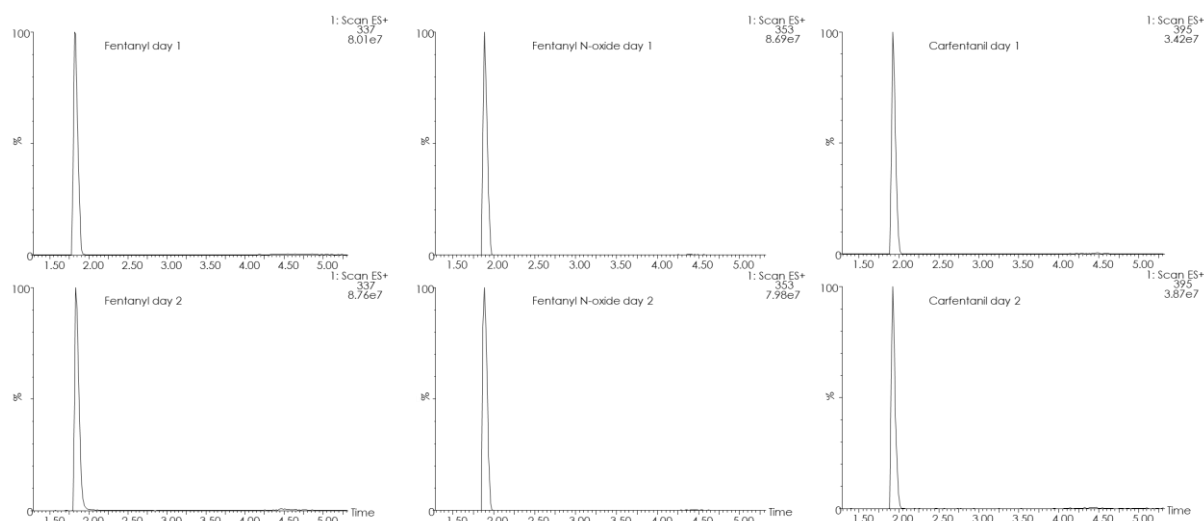 1: Scan ES+
337
8.01e7
Fentanyl day 1
100
%
0
1.50 2.00 2.50 3.00 3.50 4.00 4.50 5.00
1: Scan ES+
353
8.69e7
Fentanyl N-oxide day 1
100
%
0
1.50 2.00 2.50 3.00 3.50 4.00 4.50 5.00
1: Scan ES+
395
3.42e7
Carfentanil day 1
100
%
0
1.50 2.00 2.50 3.00 3.50 4.00 4.50 5.00
1: Scan ES+
337
8.76e7
Fentanyl day 2
100
%
0
1.50 2.00 2.50 3.00 3.50 4.00 4.50 5.00 Time
1: Scan ES+
353
7.98e7
Fentanyl N-oxide day 2
100
%
0
1.50 2.00 2.50 3.00 3.50 4.00 4.50 5.00 Time
1: Scan ES+
395
3.87e7
Carfentanil day 2
100
%
0
1.50 2.00 2.50 3.00 3.50 4.00 4.50 5.00 Time